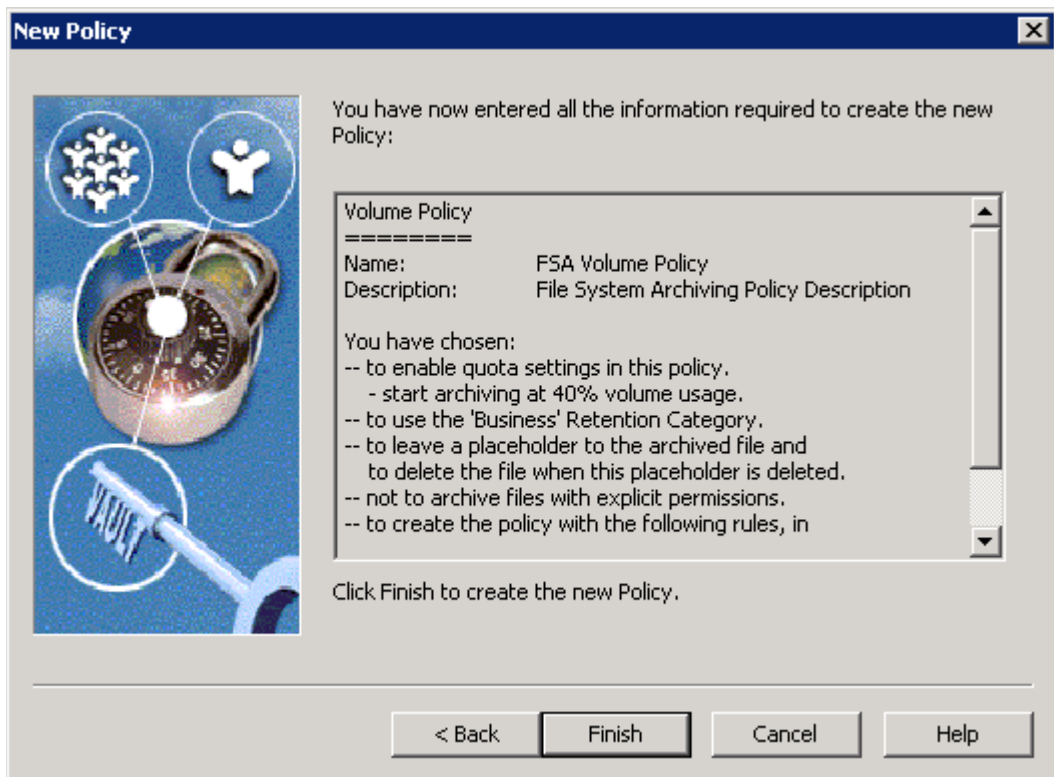 New Policy
You have now entered all the information required to create the new
Policy:
Volume Policy
========
Name: FSA Volume Policy
Description: File System Archiving Policy Description
You have chosen:
-- to enable quota settings in this policy.
- start archiving at 40% volume usage.
-- to use the 'Business' Retention Category.
-- to leave a placeholder to the archived file and
to delete the file when this placeholder is deleted.
-- not to archive files with explicit permissions.
-- to create the policy with the following rules, in
VAULT
Click Finish to create the new Policy.
< Back
Finish
Cancel
Help